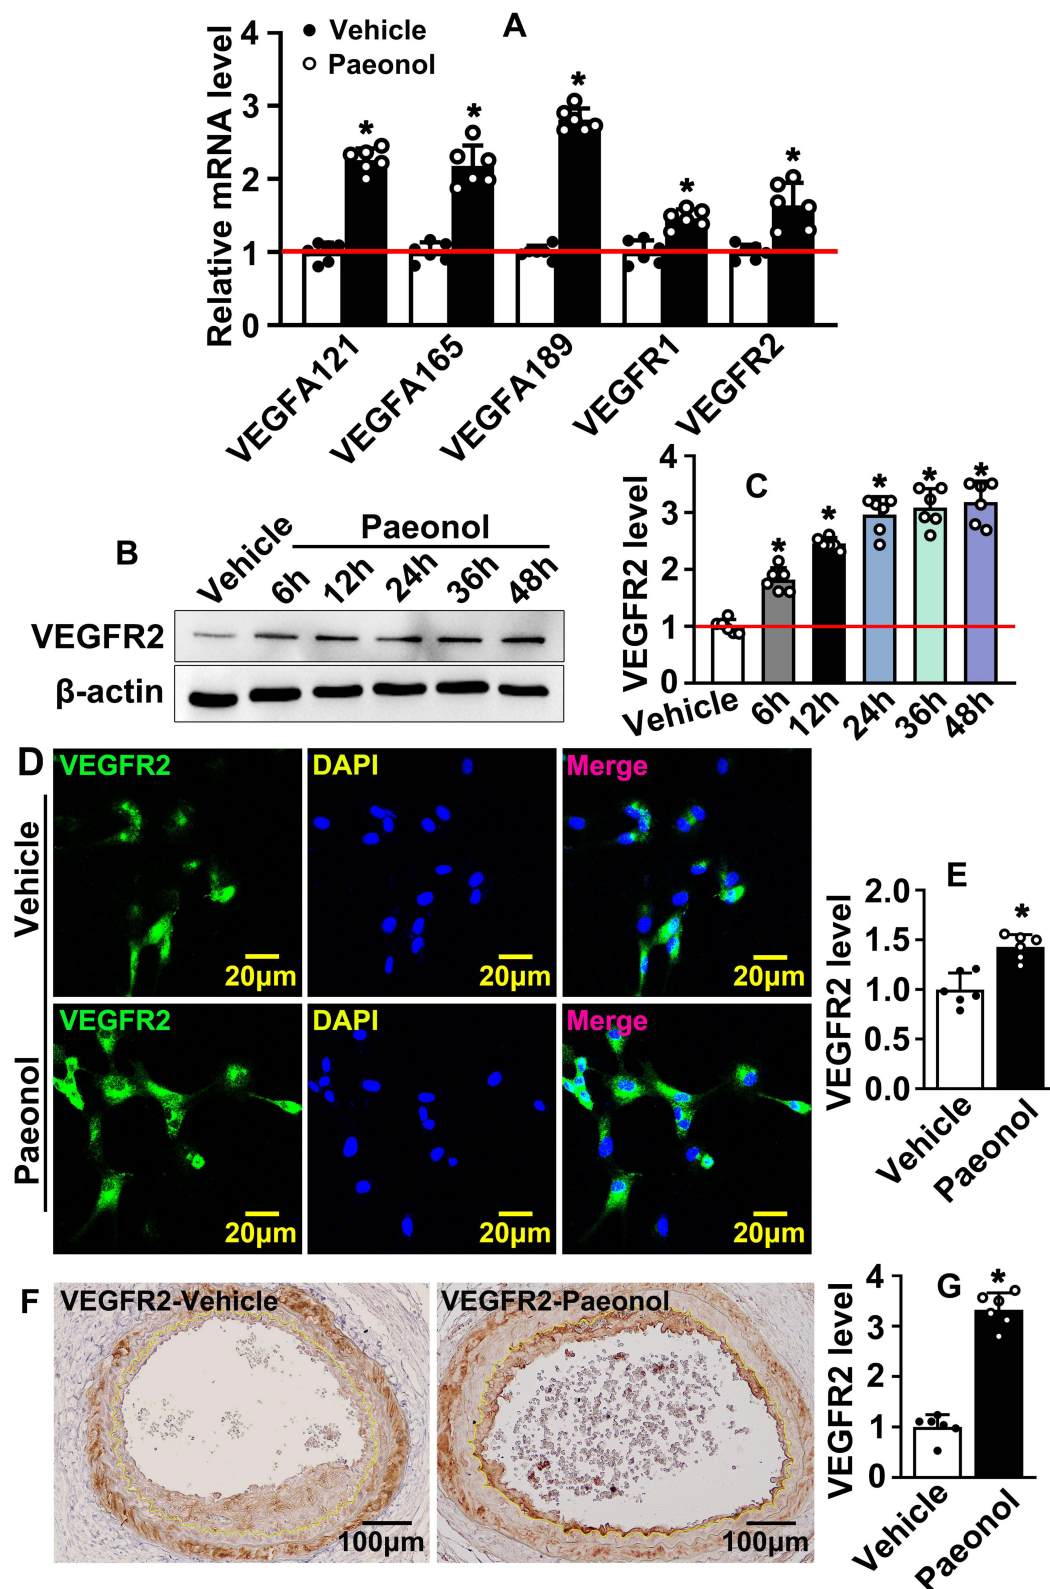 A
Vehicle
Paeonol
Relative mRNA level
4
3
2
1
0
*
*
*
*
*
VEGFA121
VEGFA165
VEGFA189
VEGFR1
VEGFR2
B
Vehicle
Paeonol
6h
12h
24h
36h
48h
VEGFR2
β-actin
C
VEGFR2 level
4
3
2
1
0
*
*
*
*
*
Vehicle
6h
12h
24h
36h
48h
D
Vehicle
VEGFR2
20μm
DAPI
20μm
Merge
20μm
Paeonol
VEGFR2
20μm
DAPI
20μm
Merge
20μm
E
VEGFR2 level
2.0
1.5
1.0
0.5
0.0
*
Vehicle
Paeonol
F
VEGFR2-Vehicle
100μm
VEGFR2-Paeonol
100μm
G
VEGFR2 level
4
3
2
1
0
*
Vehicle
Paeonol